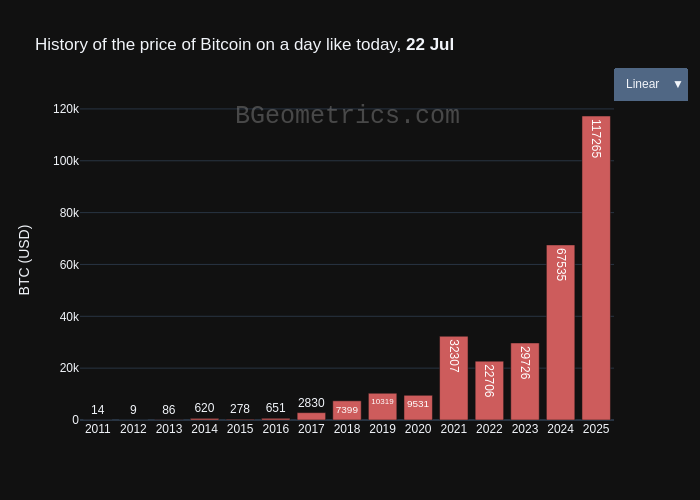 History of the price of Bitcoin on a day like today, 22 Jul
Linear ▼
BGeometrics.com
BTC (USD)
120k
100k
80k
60k
40k
20k
0
14
9
86
620
278
651
2830
7399
10319
9531
32307
22706
29726
67535
117265
2011 2012 2013 2014 2015 2016 2017 2018 2019 2020 2021 2022 2023 2024 2025